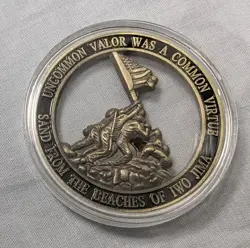 UNCOMMON VALOR WAS A COMMON VIRTUE
SAND FROM THE BEACHES OF IWO JIMA